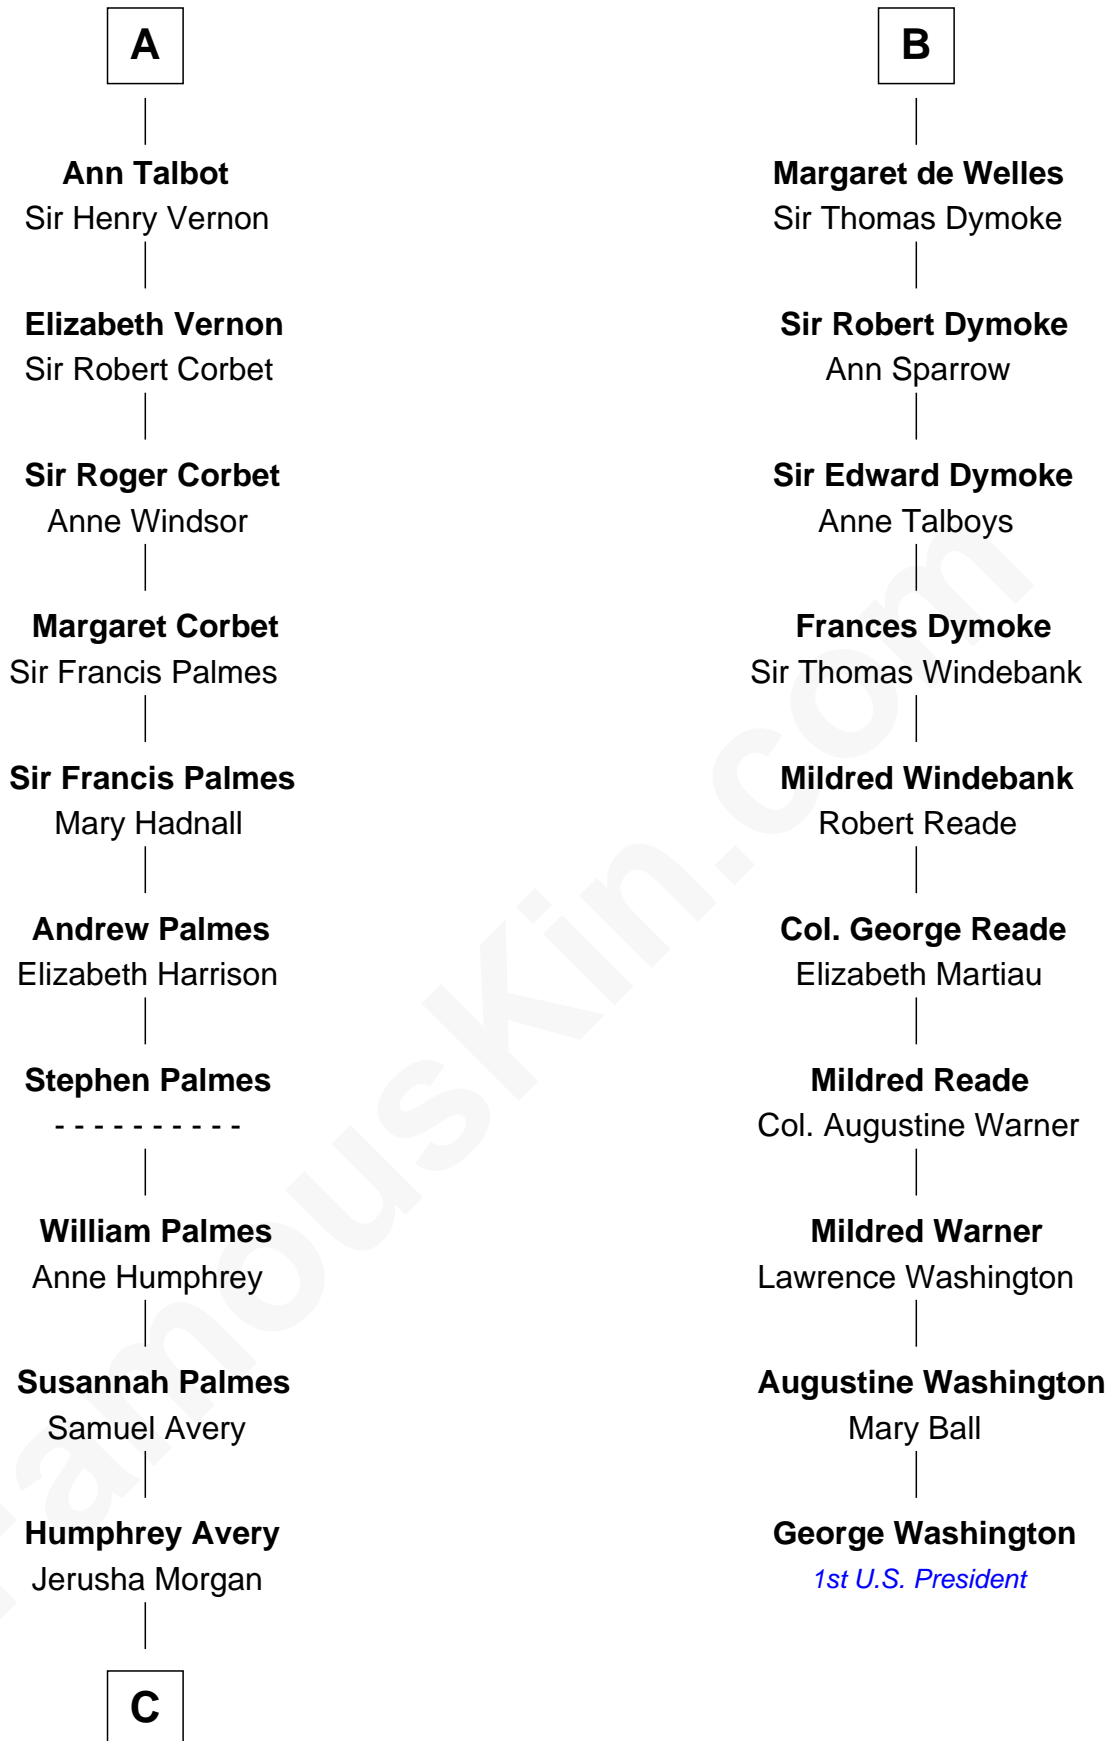 A
Ann Talbot
Sir Henry Vernon
Elizabeth Vernon
Sir Robert Corbet
Sir Roger Corbet
Anne Windsor
Margaret Corbet
Sir Francis Palmes
Sir Francis Palmes
Mary Hadnall
Andrew Palmes
Elizabeth Harrison
Stephen Palmes
- - - - - - - - - -
William Palmes
Anne Humphrey
Susannah Palmes
Samuel Avery
Humphrey Avery
Jerusha Morgan
C
B
Margaret de Welles
Sir Thomas Dymoke
Sir Robert Dymoke
Ann Sparrow
Sir Edward Dymoke
Anne Talboys
Frances Dymoke
Sir Thomas Windebank
Mildred Windebank
Robert Reade
Col. George Reade
Elizabeth Martiau
Mildred Reade
Col. Augustine Warner
Mildred Warner
Lawrence Washington
Augustine Washington
Mary Ball
George Washington
1st U.S. President
FamousKin.com